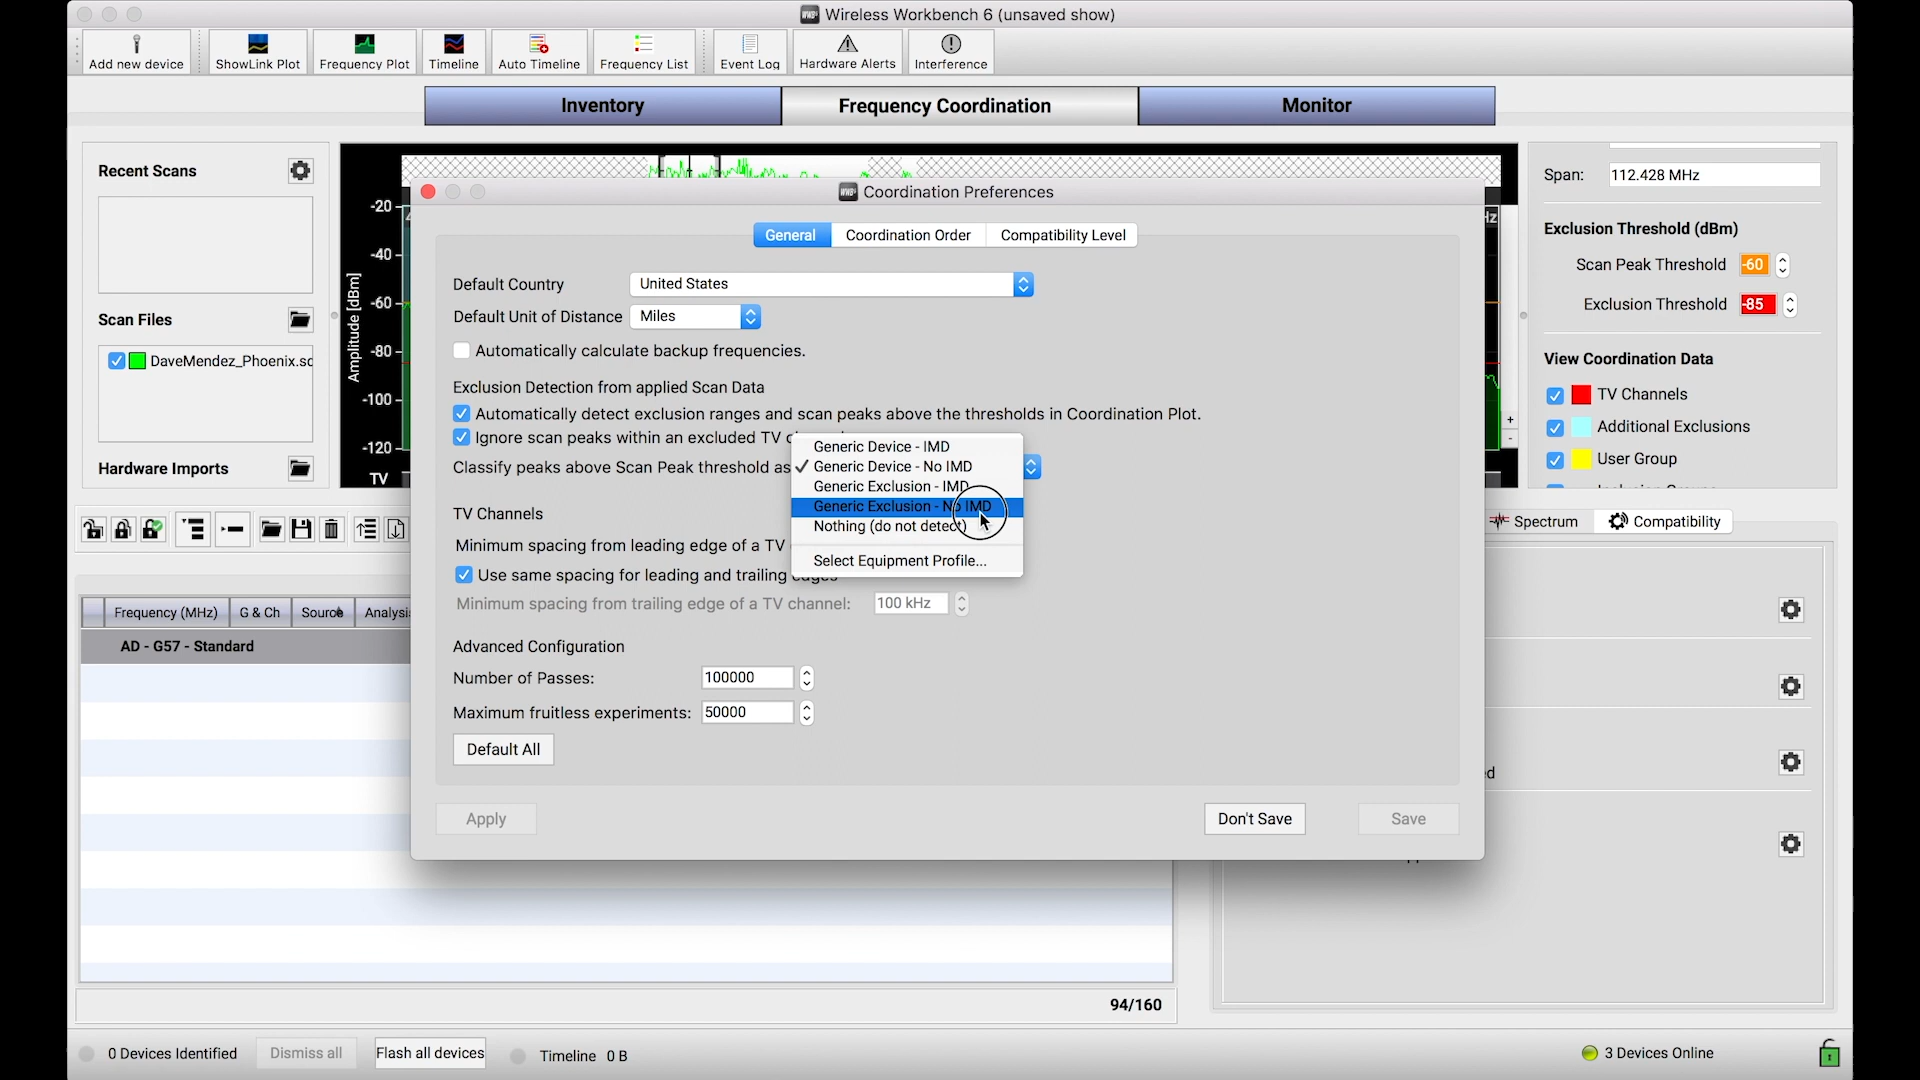 Wireless Workbench 6 (unsaved show)
Add new device
ShowLink Plot
Frequency Plot
Timeline
Auto Timeline
Frequency List
Event Log
Hardware Alerts
Interference
Inventory
Frequency Coordination
Monitor
Recent Scans
Scan Files
DaveMendez_Phoenix.sc
Hardware Imports
Amplitude [dBm]
-20
-40
-60
-80
-100
-120
TV
Hz
+
-
Span: 112.428 MHz
Exclusion Threshold (dBm)
Scan Peak Threshold -60
Exclusion Threshold -85
View Coordination Data
TV Channels
Additional Exclusions
User Group
Coordination Preferences
General
Coordination Order
Compatibility Level
Default Country United States
Default Unit of Distance Miles
Automatically calculate backup frequencies.
Exclusion Detection from applied Scan Data
Automatically detect exclusion ranges and scan peaks above the thresholds in Coordination Plot.
Ignore scan peaks within an excluded TV
Classify peaks above Scan Peak threshold as
Generic Device - IMD
Generic Device - No IMD
Generic Exclusion - IMD
Generic Exclusion - No IMD
Nothing (do not detect)
Select Equipment Profile...
TV Channels
Minimum spacing from leading edge of a TV
Use same spacing for leading and trailing edges
Minimum spacing from trailing edge of a TV channel: 100 kHz
Advanced Configuration
Number of Passes: 100000
Maximum fruitless experiments: 50000
Default All
Apply
Don't Save
Save
Spectrum
Compatibility
Frequency (MHz)
G & Ch
Source
Analysi
AD - G57 - Standard
d
94/160
0 Devices Identified
Dismiss all
Flash all devices
Timeline 0 B
3 Devices Online